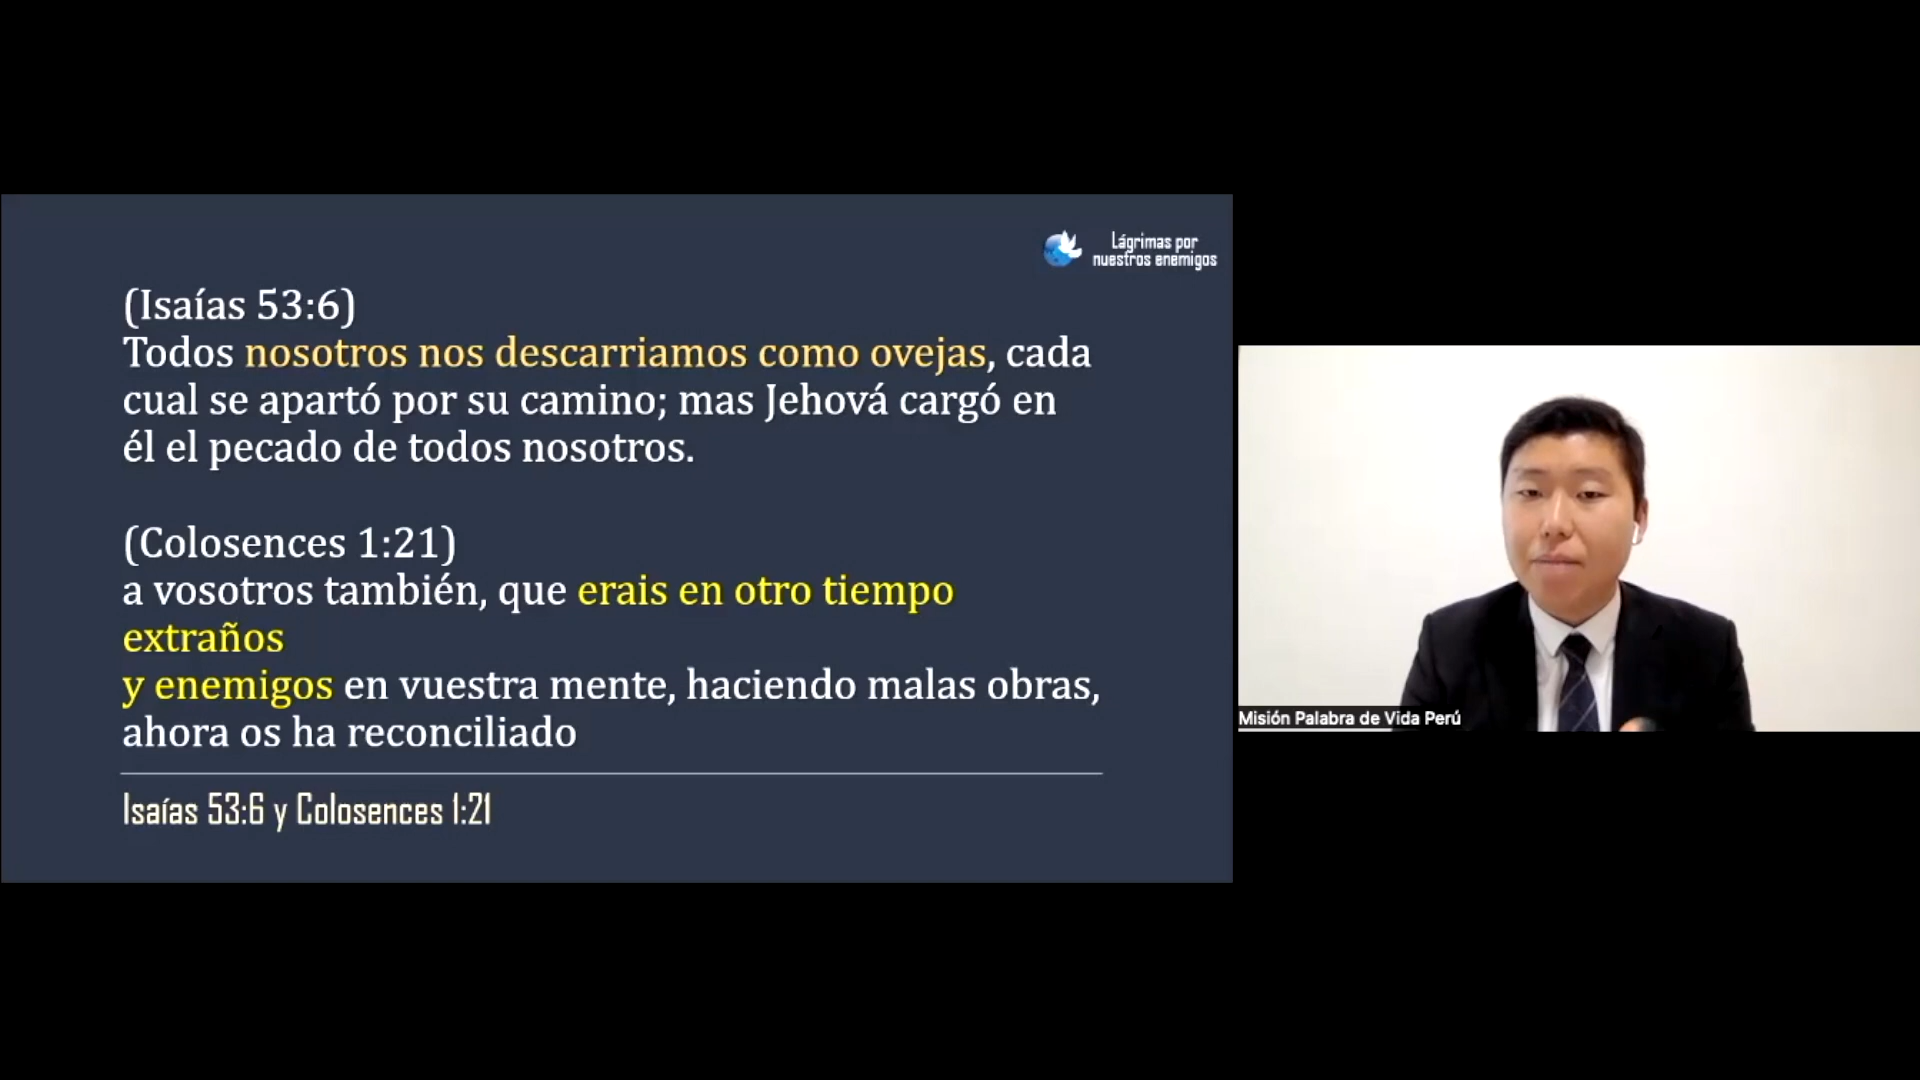 Lágrimas por
nuestros enemigos
(Isaías 53:6)
Todos nosotros nos descarriamos como ovejas, cada
cual se apartó por su camino; mas Jehová cargó en
él el pecado de todos nosotros.
(Colosences 1:21)
a vosotros también, que erais en otro tiempo
extraños
y enemigos en vuestra mente, haciendo malas obras,
ahora os ha reconciliado
Isaías 53:6 y Colosences 1:21
Misión Palabra de Vida Perú